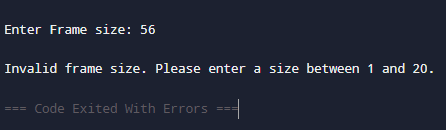 Enter Frame size: 56
Invalid frame size. Please enter a size between 1 and 20.
=== Code Exited With Errors ===